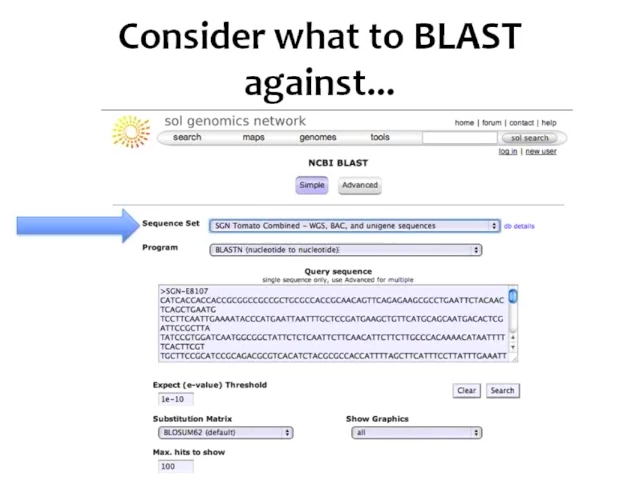 Consider what to BLAST
against...
sol genomics network
home | forum | contact | help
search maps genomes tools sol search
log in | new user
NCBI BLAST
Simple Advanced
Sequence Set SGN Tomato Combined - WGS, BAC, and unigene sequences db details
Program BLASTN (nucleotide to nucleotide)
Query sequence
single sequence only, use Advanced for multiple
>SGN-E8107
CATCACCACCACCGCGGCCGCCGCTGCGCCACCGCAACAGTTCAGAGAAGCGCCTGAATTCTACAAC
TCAGCTGAATG
TCCTTCAATTGAAAATACCCATGAATTAATTTGCTCCGATGAAGCTGTTCATGCAGCAATGACACTCG
ATTCCGCTTA
TATCCGTGGATCAATGGCGGCTATTCTCTCAATTCTTCAACATTCTTCTTGCCCACAAAACATAATTTT
TCACTTCGT
TGCTTCCGCATCCGCAGACGCGTCACATCTACGCGCCACCATTTTAGCTTCATTTCCTTATTTGAAATT
Expect (e-value) Threshold
1e-10 Clear Search
Substitution Matrix Show Graphics
BLOSUM62 (default) all
Max. hits to show
100